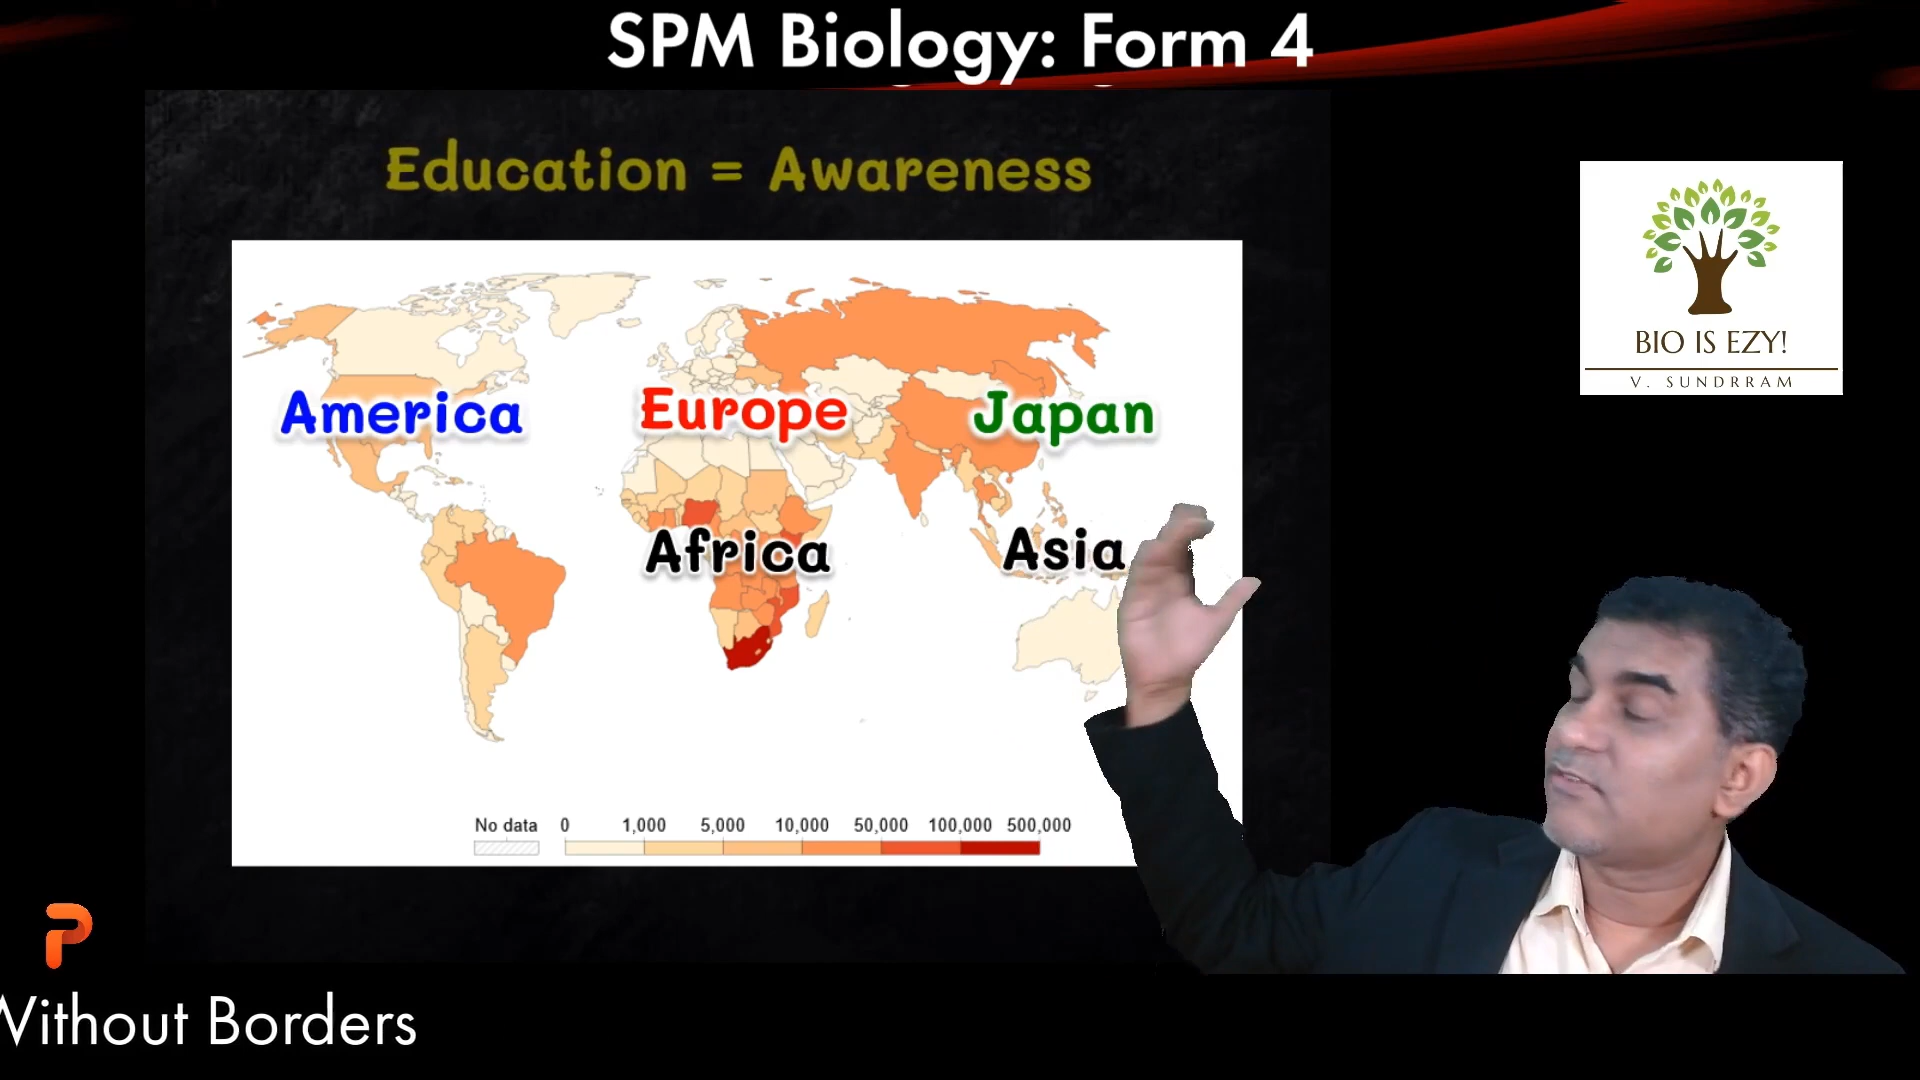 SPM Biology: Form 4
Education = Awareness
BIO IS EZY!
V. SUNDRRAM
America
Europe
Japan
Africa
Asia
No data 0 1,000 5,000 10,000 50,000 100,000 500,000
Without Borders